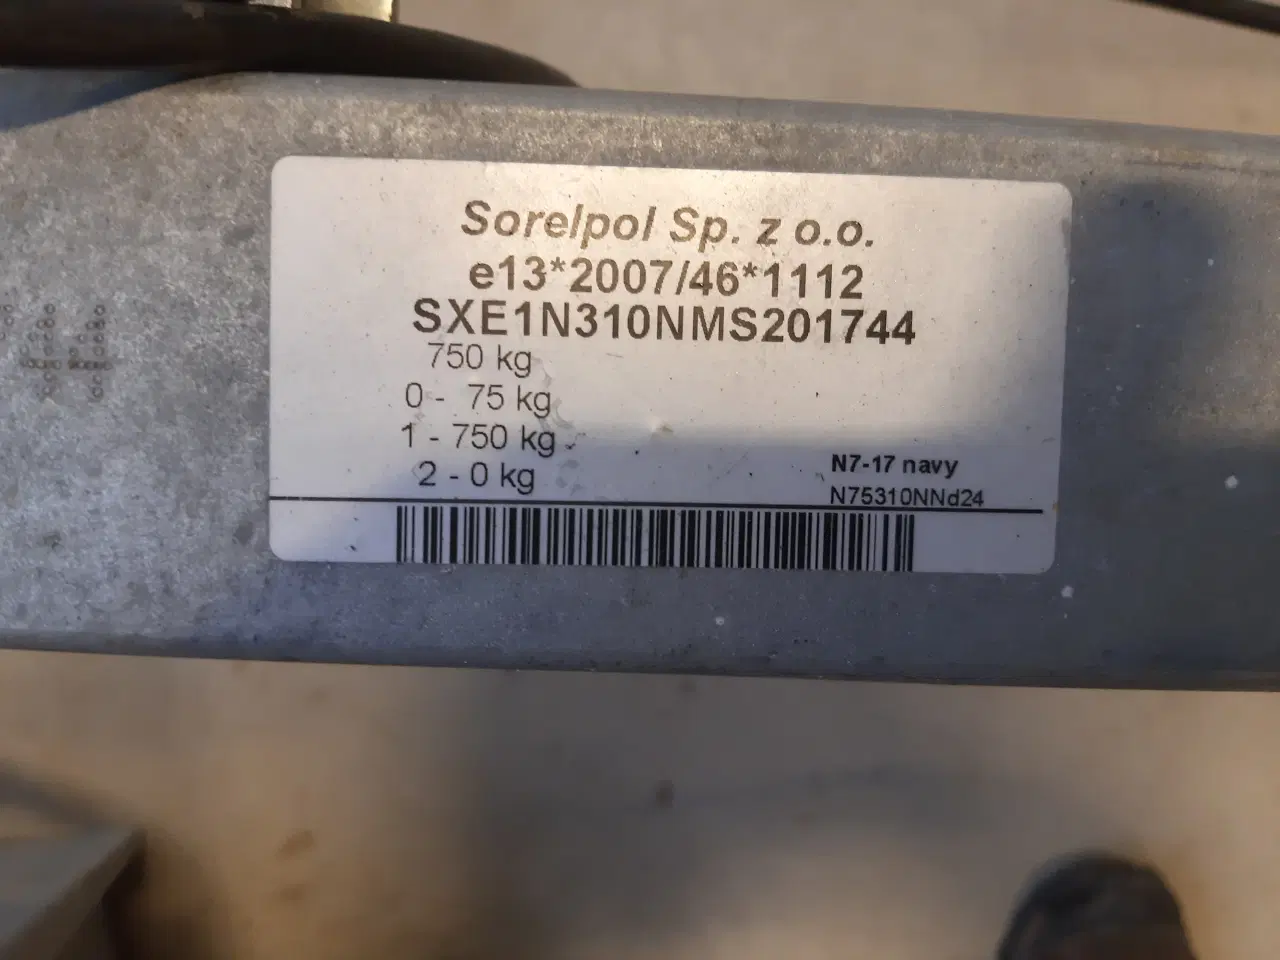 Sorelpol Sp. z o.o.
e13*2007/46*1112
SXE1N310NMS201744
750 kg
0 - 75 kg
1 - 750 kg
2 - 0 kg
N7-17 navy
N75310NNd24